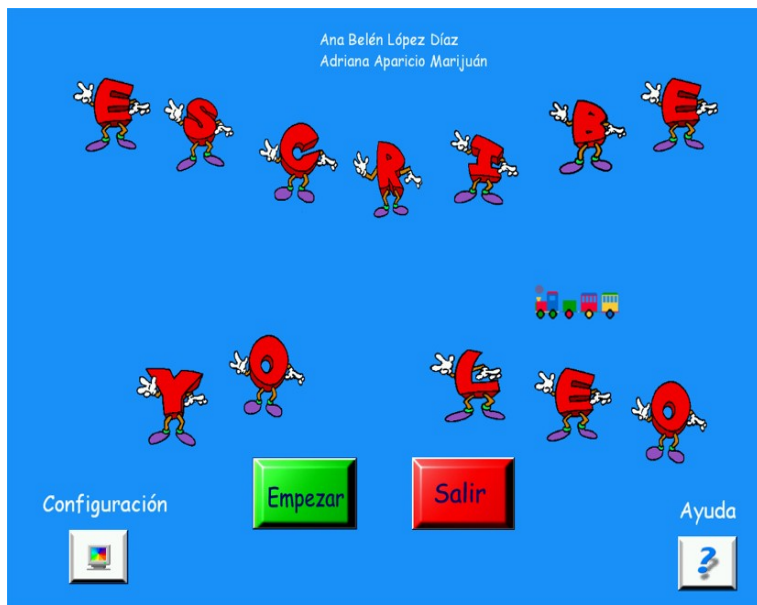 Ana Belén López Díaz
Adriana Aparicio Marijuán
ESCRIBE
YO LEO
Empezar
Salir
Configuración
Ayuda
?